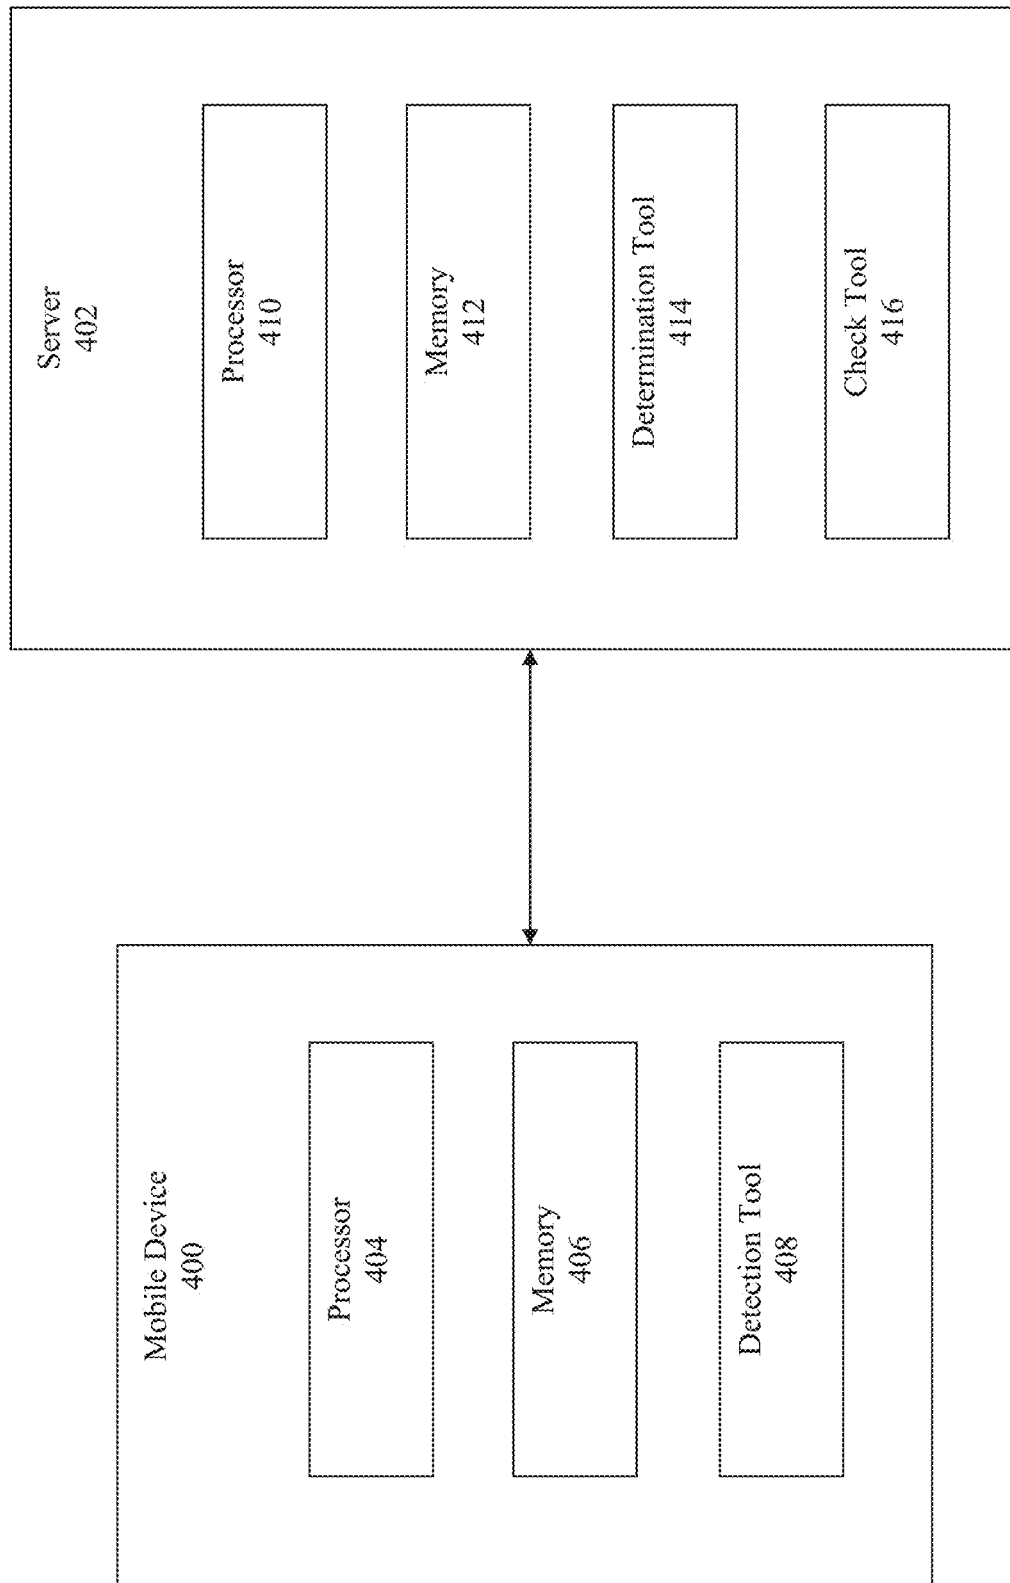 Mobile Device
400
Processor
404
Memory
406
Detection Tool
408
Server
402
Processor
410
Memory
412
Determination Tool
414
Check Tool
416